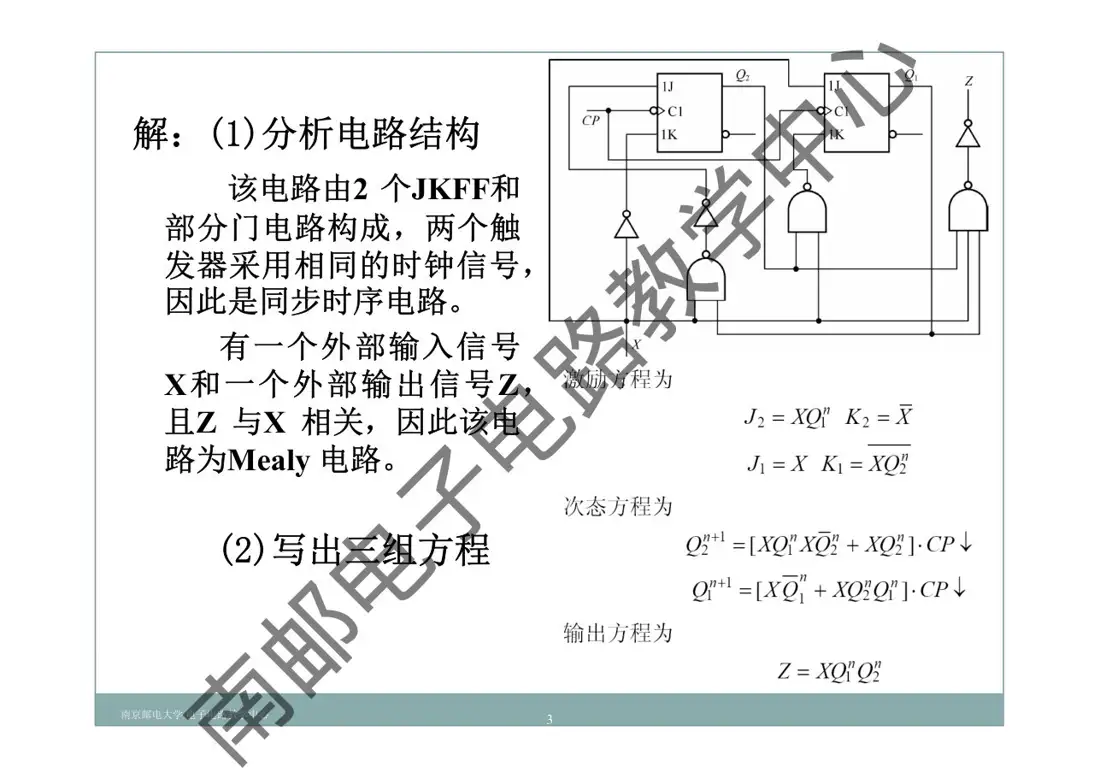 解：(1)分析电路结构
该电路由2 个JKFF和
部分门电路构成，两个触
发器采用相同的时钟信号，
因此是同步时序电路。
有一个外部输入信号
X和一个外部输出信号Z，
且Z 与X 相关，因此该电
路为Mealy 电路。
(2)写出三组方程
1J
C1
1K
Q₂
CP
1J
C1
1K
Q₁
Z
X
激励方程为
J₂ = XQ₁ⁿ K₂ = X̅
J₁ = X K₁ = \overline{XQ₂ⁿ}
次态方程为
Q₂ⁿ⁺¹ = [XQ₁ⁿXQ̅₂ⁿ + XQ₂ⁿ]·CP↓
Q₁ⁿ⁺¹ = [XQ̅₁ⁿ + XQ₂ⁿQ₁ⁿ]·CP↓
输出方程为
Z = XQ₁ⁿQ₂ⁿ
南邮电子电路教学中心
南京邮电大学
3